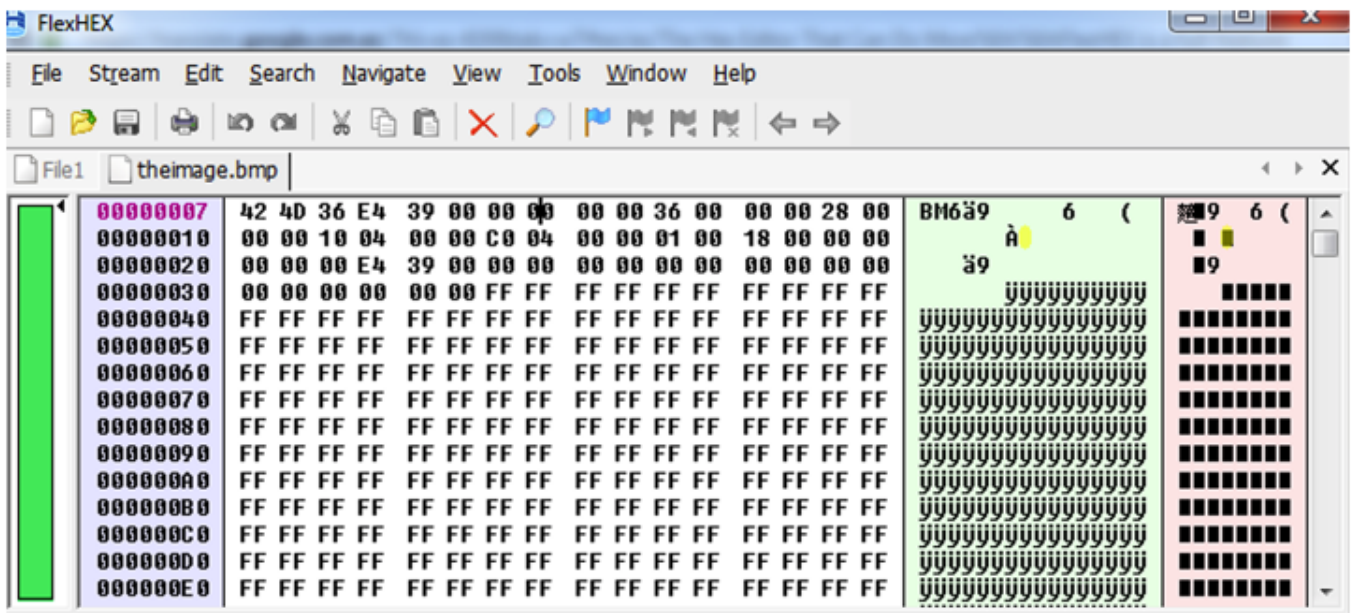 FlexHEX
File Stream Edit Search Navigate View Tools Window Help
File1 theimage.bmp
00000007 42 4D 36 E4 39 00 00 00 00 00 36 00 00 00 28 00 BM6ä9 6 ( 9 6 (
00000010 00 00 10 04 00 00 C0 04 00 00 01 00 18 00 00 00 À
00000020 00 00 00 E4 39 00 00 00 00 00 00 00 00 00 00 00 ä9 9
00000030 00 00 00 00 00 00 FF FF FF FF FF FF FF FF FF FF ÿÿÿÿÿÿÿÿÿÿ
00000040 FF FF FF FF FF FF FF FF FF FF FF FF FF FF FF FF ÿÿÿÿÿÿÿÿÿÿÿÿÿÿÿÿ
00000050 FF FF FF FF FF FF FF FF FF FF FF FF FF FF FF FF ÿÿÿÿÿÿÿÿÿÿÿÿÿÿÿÿ
00000060 FF FF FF FF FF FF FF FF FF FF FF FF FF FF FF FF ÿÿÿÿÿÿÿÿÿÿÿÿÿÿÿÿ
00000070 FF FF FF FF FF FF FF FF FF FF FF FF FF FF FF FF ÿÿÿÿÿÿÿÿÿÿÿÿÿÿÿÿ
00000080 FF FF FF FF FF FF FF FF FF FF FF FF FF FF FF FF ÿÿÿÿÿÿÿÿÿÿÿÿÿÿÿÿ
00000090 FF FF FF FF FF FF FF FF FF FF FF FF FF FF FF FF ÿÿÿÿÿÿÿÿÿÿÿÿÿÿÿÿ
000000A0 FF FF FF FF FF FF FF FF FF FF FF FF FF FF FF FF ÿÿÿÿÿÿÿÿÿÿÿÿÿÿÿÿ
000000B0 FF FF FF FF FF FF FF FF FF FF FF FF FF FF FF FF ÿÿÿÿÿÿÿÿÿÿÿÿÿÿÿÿ
000000C0 FF FF FF FF FF FF FF FF FF FF FF FF FF FF FF FF ÿÿÿÿÿÿÿÿÿÿÿÿÿÿÿÿ
000000D0 FF FF FF FF FF FF FF FF FF FF FF FF FF FF FF FF ÿÿÿÿÿÿÿÿÿÿÿÿÿÿÿÿ
000000E0 FF FF FF FF FF FF FF FF FF FF FF FF FF FF FF FF ÿÿÿÿÿÿÿÿÿÿÿÿÿÿÿÿ